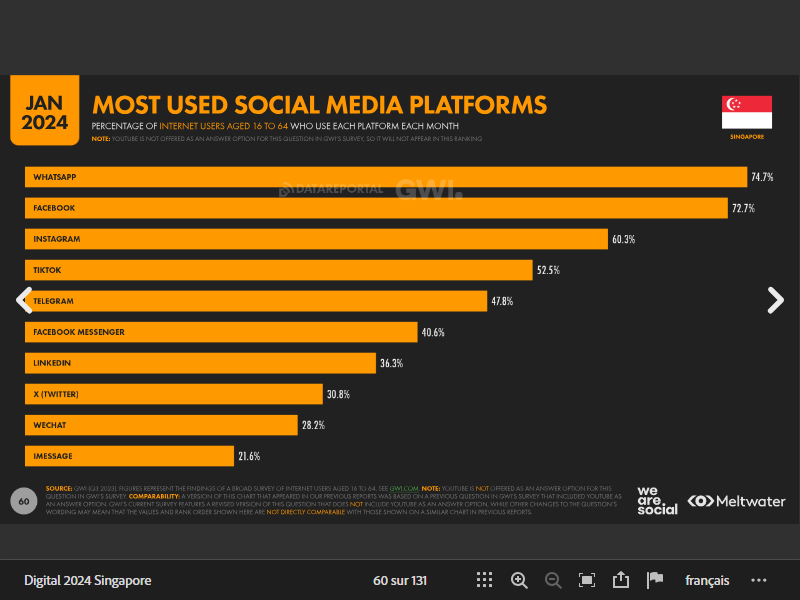 JAN
2024
MOST USED SOCIAL MEDIA PLATFORMS
PERCENTAGE OF INTERNET USERS AGED 16 TO 64 WHO USE EACH PLATFORM EACH MONTH
NOTE: YOUTUBE IS NOT OFFERED AS AN ANSWER OPTION FOR THIS QUESTION IN GWI'S SURVEY, SO IT WILL NOT APPEAR IN THIS RANKING
SINGAPORE
DATAREPORTAL GWI.
WHATSAPP 74.7%
FACEBOOK 72.7%
INSTAGRAM 60.3%
TIKTOK 52.5%
TELEGRAM 47.8%
FACEBOOK MESSENGER 40.6%
LINKEDIN 36.3%
X (TWITTER) 30.8%
WECHAT 28.2%
IMESSAGE 21.6%
60
SOURCE: GWI (Q3 2023). FIGURES REPRESENT THE FINDINGS OF A BROAD SURVEY OF INTERNET USERS AGED 16 TO 64. SEE GWI.COM. NOTE: YOUTUBE IS NOT OFFERED AS AN ANSWER OPTION FOR THIS
QUESTION IN GWI'S SURVEY. COMPARABILITY: A VERSION OF THIS CHART THAT APPEARED IN OUR PREVIOUS REPORTS WAS BASED ON A PREVIOUS QUESTION IN GWI'S SURVEY THAT INCLUDED YOUTUBE AS
AN ANSWER OPTION. GWI'S CURRENT SURVEY FEATURES A REVISED VERSION OF THIS QUESTION THAT DOES NOT INCLUDE YOUTUBE AS AN ANSWER OPTION, WHILE OTHER CHANGES TO THE QUESTION'S
WORDING MAY MEAN THAT THE VALUES AND RANK ORDER SHOWN HERE ARE NOT DIRECTLY COMPARABLE WITH THOSE SHOWN ON A SIMILAR CHART IN PREVIOUS REPORTS.
we
are.
social
Meltwater
Digital 2024 Singapore
60 sur 131
français